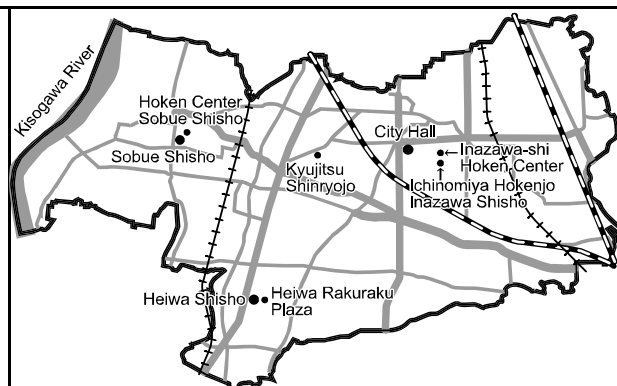 Kisogawa River
Hoken Center
Sobue Shisho
Sobue Shisho
Kyujitsu
Shinryojo
City Hall
Inazawa-shi
Hoken Center
Ichinomiya Hokenjo
Inazawa Shisho
Heiwa Shisho
Heiwa Rakuraku
Plaza